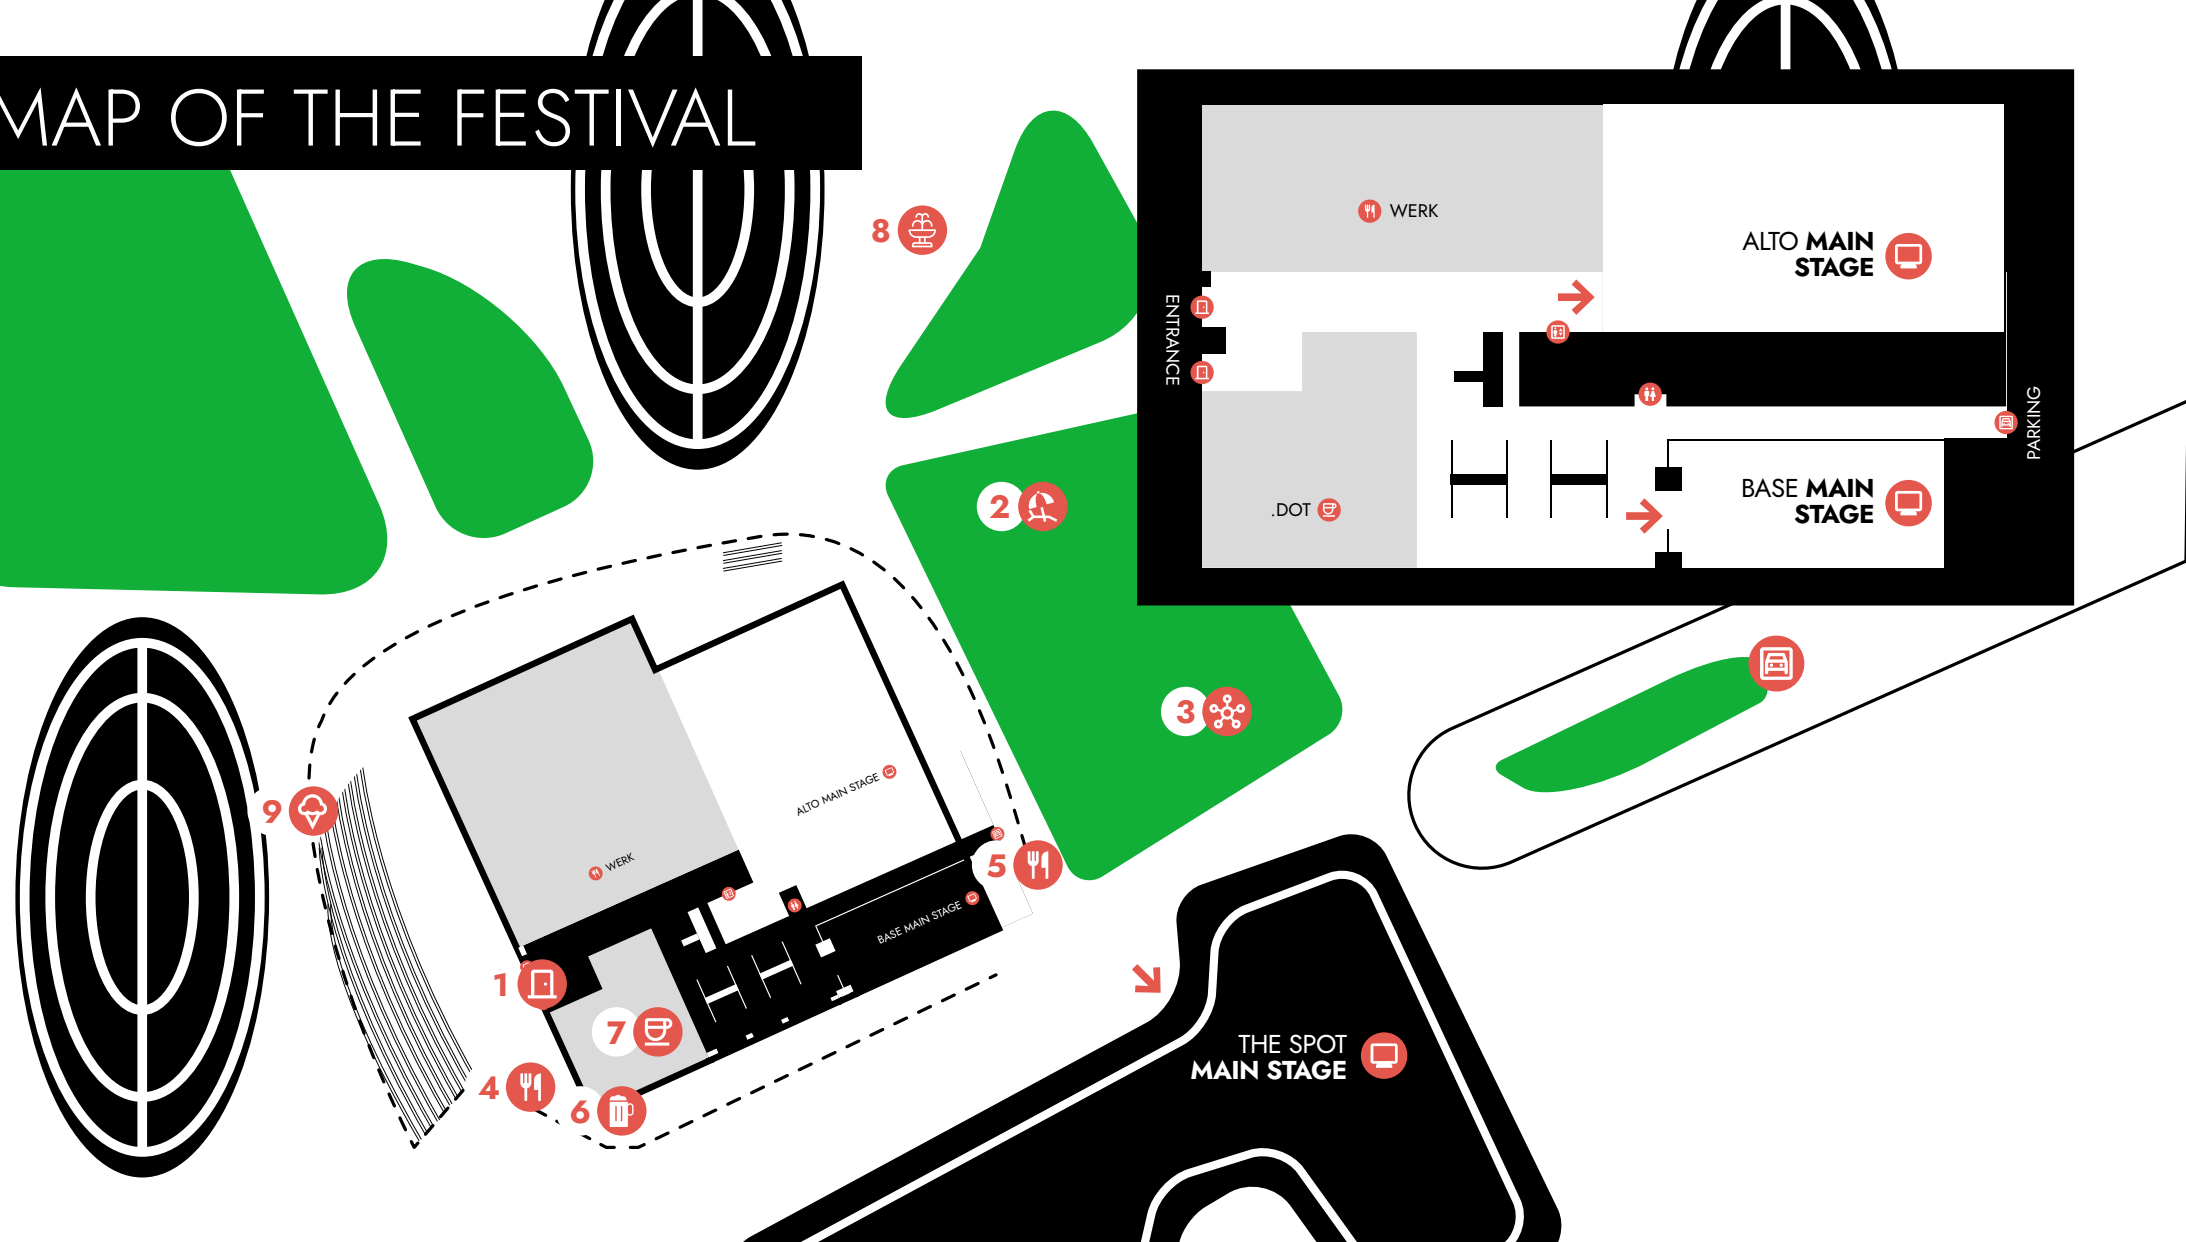 MAP OF THE FESTIVAL
8
WERK
ALTO MAIN
STAGE
ENTRANCE
PARKING
BASE MAIN
STAGE
.DOT
2
3
ALTO MAIN STAGE
9
WERK
5
BASE MAIN STAGE
1
7
4
6
THE SPOT
MAIN STAGE